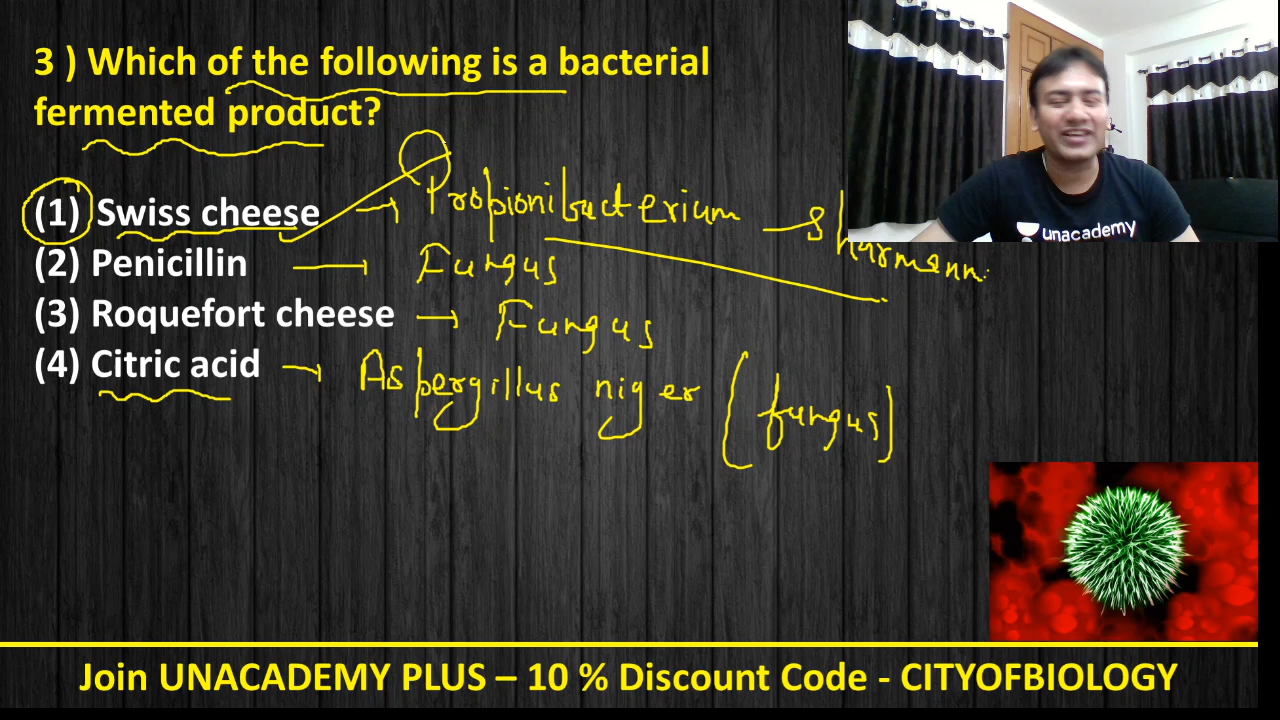 3 ) Which of the following is a bacterial
fermented product?
(1) Swiss cheese → Propionibacterium – Sharmanni
(2) Penicillin → Fungus
(3) Roquefort cheese → Fungus
(4) Citric acid → Aspergillus niger (fungus)
unacademy
Join UNACADEMY PLUS – 10 % Discount Code - CITYOFBIOLOGY